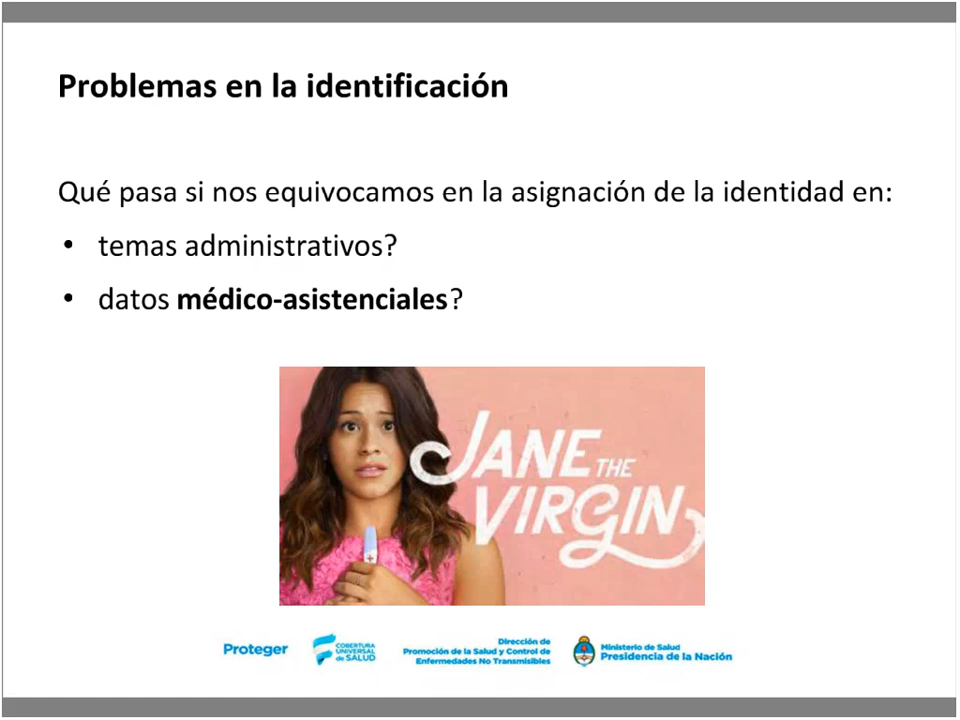 Problemas en la identificación
Qué pasa si nos equivocamos en la asignación de la identidad en:
• temas administrativos?
• datos médico-asistenciales?
JANE THE
VIRGIN
Proteger
COBERTURA
UNIVERSAL
de SALUD
Dirección de
Promoción de la Salud y Control de
Enfermedades No Transmisibles
Ministerio de Salud
Presidencia de la Nación